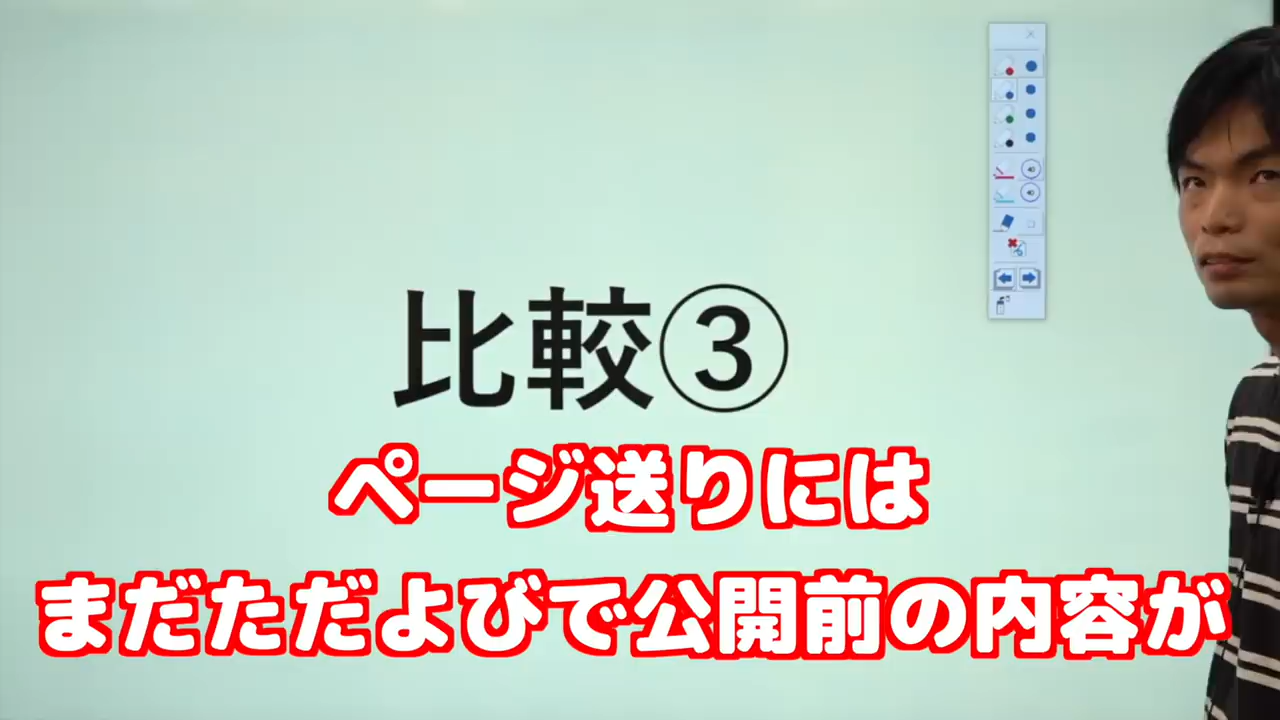 比較③
ページ送りには
まだただよびで公開前の内容が